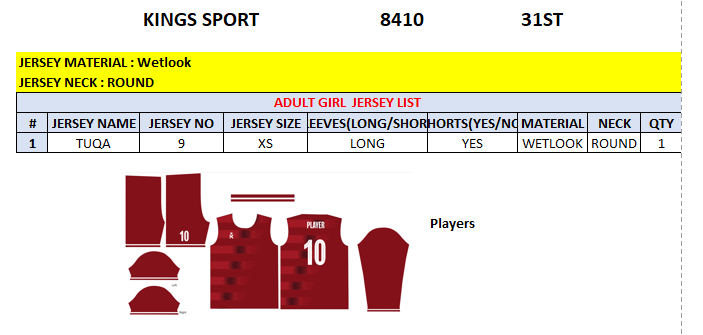 KINGS SPORT 8410 31ST
JERSEY MATERIAL : Wetlook
JERSEY NECK : ROUND
ADULT GIRL JERSEY LIST
# JERSEY NAME JERSEY NO JERSEY SIZE LEEVES(LONG/SHOR HORTS(YES/NO MATERIAL NECK QTY
1 TUQA 9 XS LONG YES WETLOOK ROUND 1
PLAYER
10
10
Players